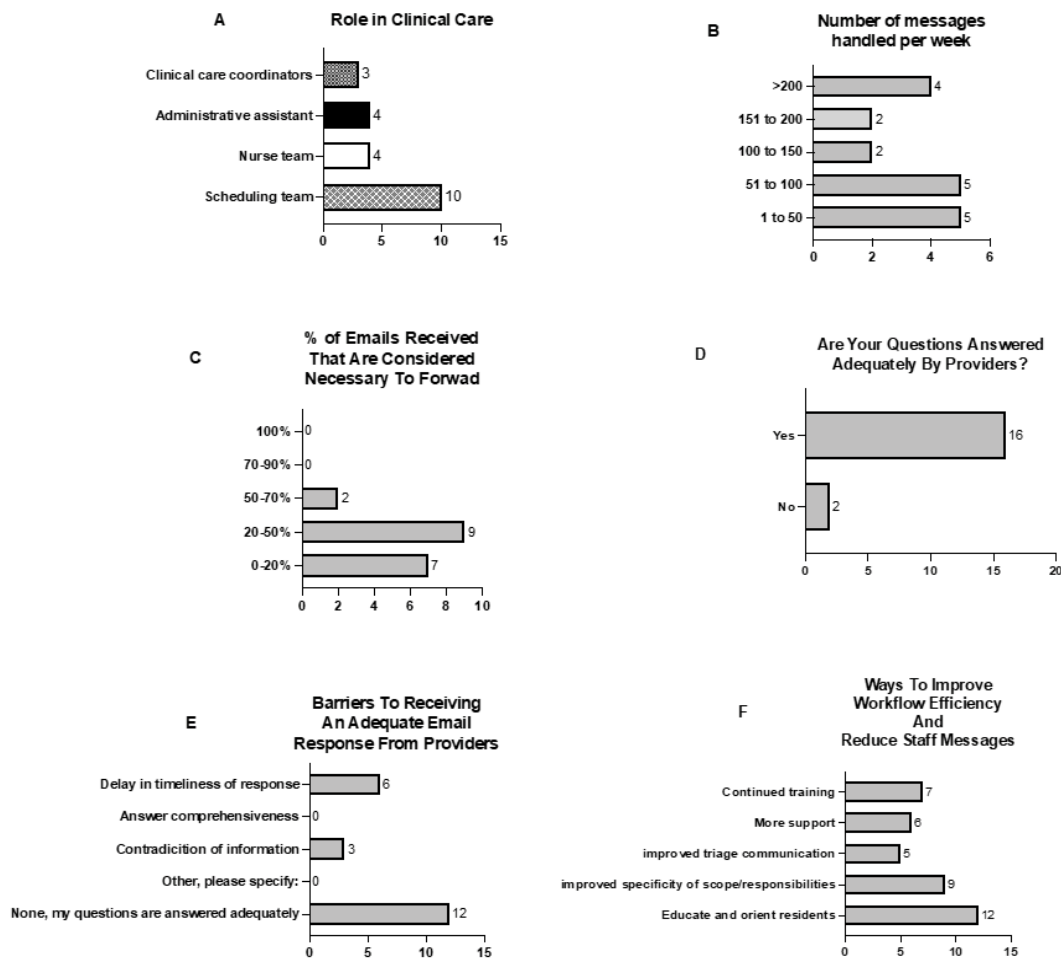 A
Role in Clinical Care
Clinical care coordinators
3
Administrative assistant
4
Nurse team
4
Scheduling team
10
0 5 10 15
B
Number of messages
handled per week
>200
4
151 to 200
2
100 to 150
2
51 to 100
5
1 to 50
5
0 2 4 6
C
% of Emails Received
That Are Considered
Necessary To Forwad
100%
0
70-90%
0
50-70%
2
20-50%
9
0-20%
7
0 2 4 6 8 10
D
Are Your Questions Answered
Adequately By Providers?
Yes
16
No
2
0 5 10 15 20
E
Barriers To Receiving
An Adequate Email
Response From Providers
Delay in timeliness of response
6
Answer comprehensiveness
0
Contradicition of information
3
Other, please specify:
0
None, my questions are answered adequately
12
0 5 10 15
F
Ways To Improve
Workflow Efficiency
And
Reduce Staff Messages
Continued training
7
More support
6
improved triage communication
5
improved specificity of scope/responsibilities
9
Educate and orient residents
12
0 5 10 15